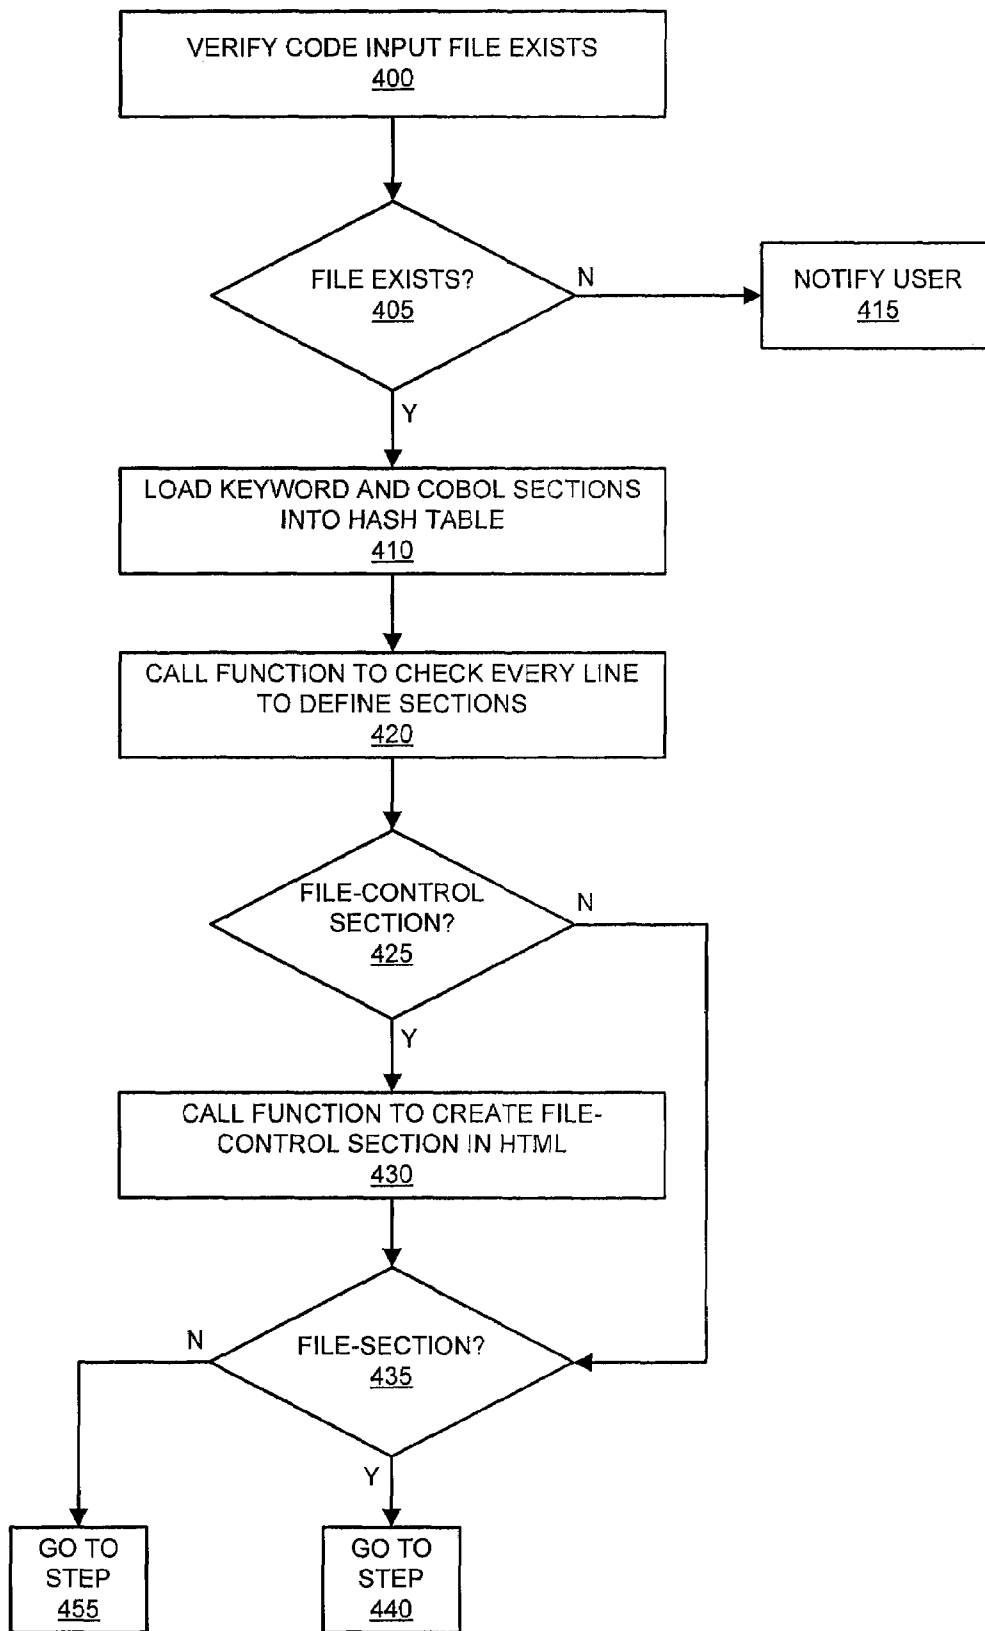 VERIFY CODE INPUT FILE EXISTS
400
FILE EXISTS?
405
N
NOTIFY USER
415
Y
LOAD KEYWORD AND COBOL SECTIONS
INTO HASH TABLE
410
CALL FUNCTION TO CHECK EVERY LINE
TO DEFINE SECTIONS
420
FILE-CONTROL
SECTION?
425
N
Y
CALL FUNCTION TO CREATE FILE-
CONTROL SECTION IN HTML
430
N
FILE-SECTION?
435
Y
GO TO
STEP
455
GO TO
STEP
440